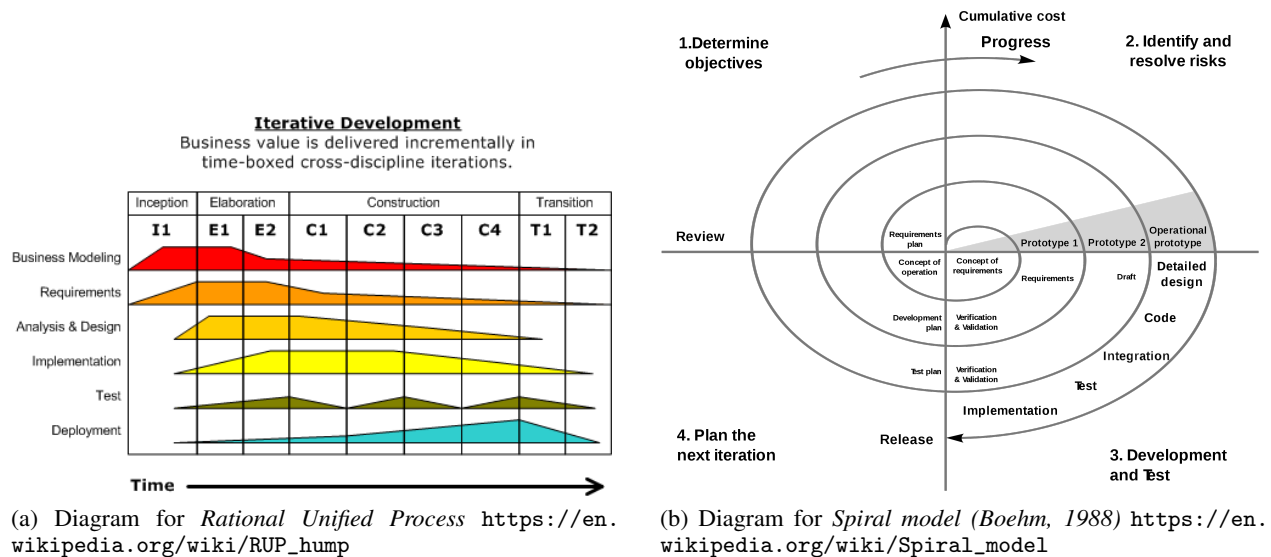 Iterative Development
Business value is delivered incrementally in
time-boxed cross-discipline iterations.
Inception Elaboration Construction Transition
I1 E1 E2 C1 C2 C3 C4 T1 T2
Business Modeling
Requirements
Analysis & Design
Implementation
Test
Deployment
Time
(a) Diagram for Rational Unified Process https://en.
wikipedia.org/wiki/RUP_hump
Cumulative cost
Progress
1.Determine
objectives
2. Identify and
resolve risks
Review
Requirements
plan
Prototype 1
Prototype 2
Operational
prototype
Concept of
operation
Concept of
requirements
Requirements
Draft
Detailed
design
Development
plan
Verification
& Validation
Code
Integration
Test plan
Verification
& Validation
Test
Implementation
Release
4. Plan the
next iteration
3. Development
and Test
(b) Diagram for Spiral model (Boehm, 1988) https://en.
wikipedia.org/wiki/Spiral_model